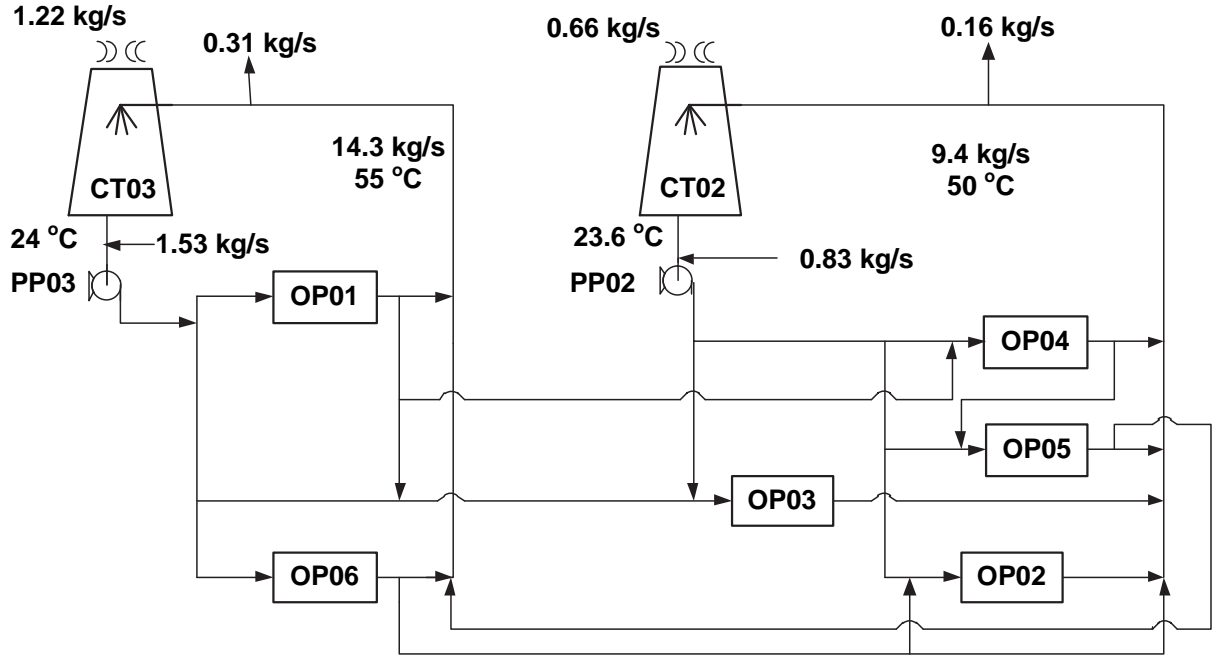 1.22 kg/s
0.31 kg/s
0.66 kg/s
0.16 kg/s
14.3 kg/s
55 °C
9.4 kg/s
50 °C
CT03
CT02
24 °C
1.53 kg/s
23.6 °C
0.83 kg/s
PP03
PP02
OP01
OP04
OP05
OP03
OP06
OP02